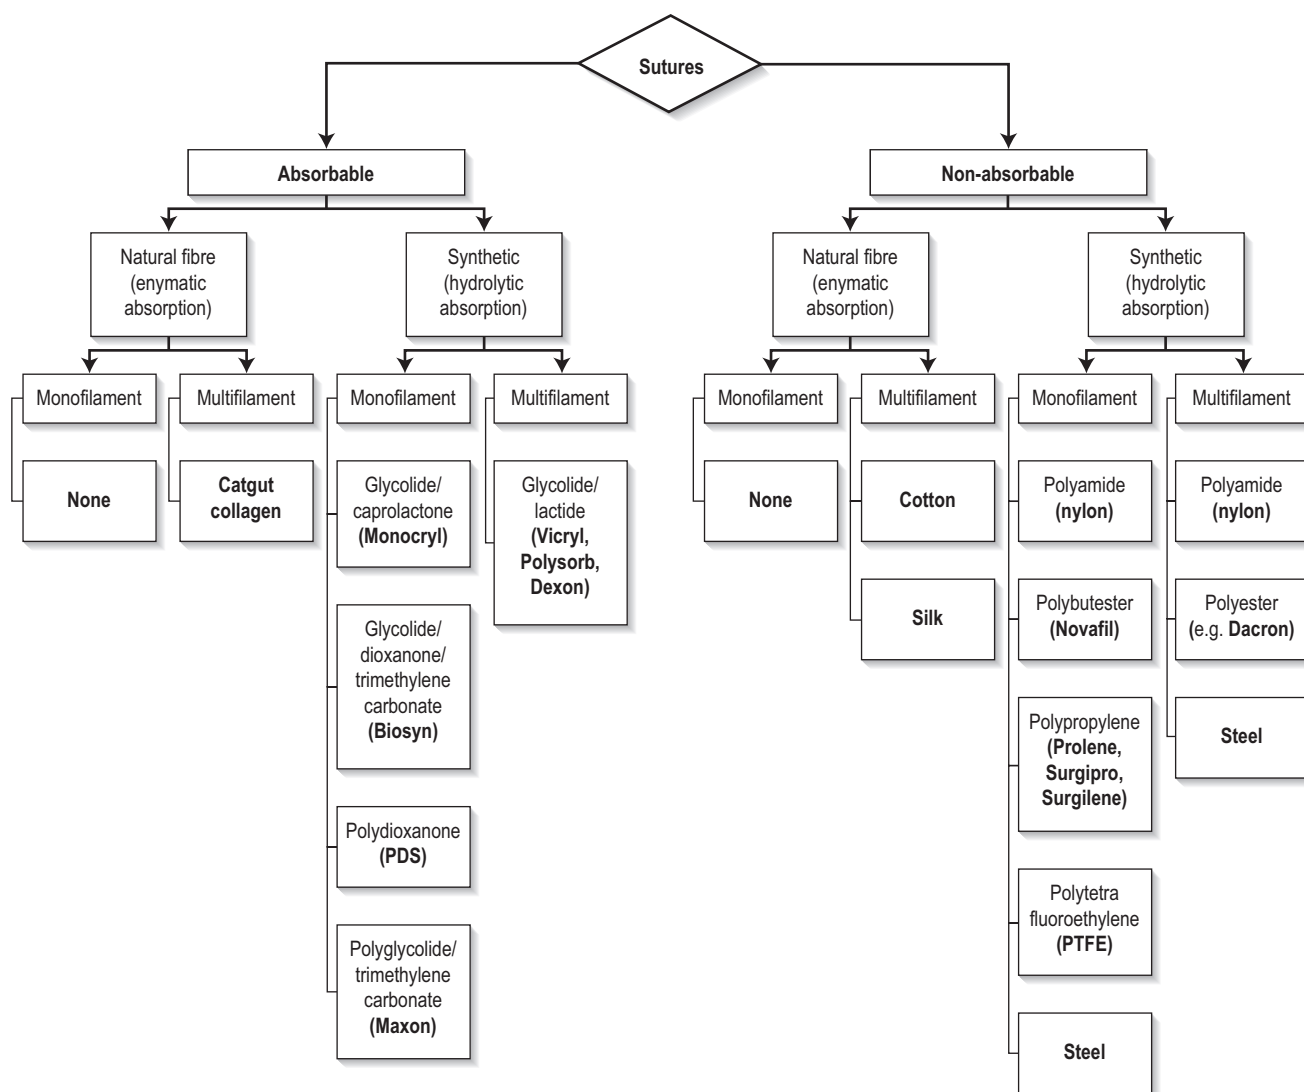 Sutures
Absorbable
Non-absorbable
Natural fibre
(enymatic
absorption)
Synthetic
(hydrolytic
absorption)
Natural fibre
(enymatic
absorption)
Synthetic
(hydrolytic
absorption)
Monofilament
Multifilament
Monofilament
Multifilament
Monofilament
Multifilament
Monofilament
Multifilament
None
Catgut
collagen
Glycolide/
caprolactone
(Monocryl)
Glycolide/
lactide
(Vicryl,
Polysorb,
Dexon)
None
Cotton
Polyamide
(nylon)
Polyamide
(nylon)
Glycolide/
dioxanone/
trimethylene
carbonate
(Biosyn)
Silk
Polybutester
(Novafil)
Polyester
(e.g. Dacron)
Polypropylene
(Prolene,
Surgipro,
Surgilene)
Steel
Polydioxanone
(PDS)
Polytetra
fluoroethylene
(PTFE)
Polyglycolide/
trimethylene
carbonate
(Maxon)
Steel